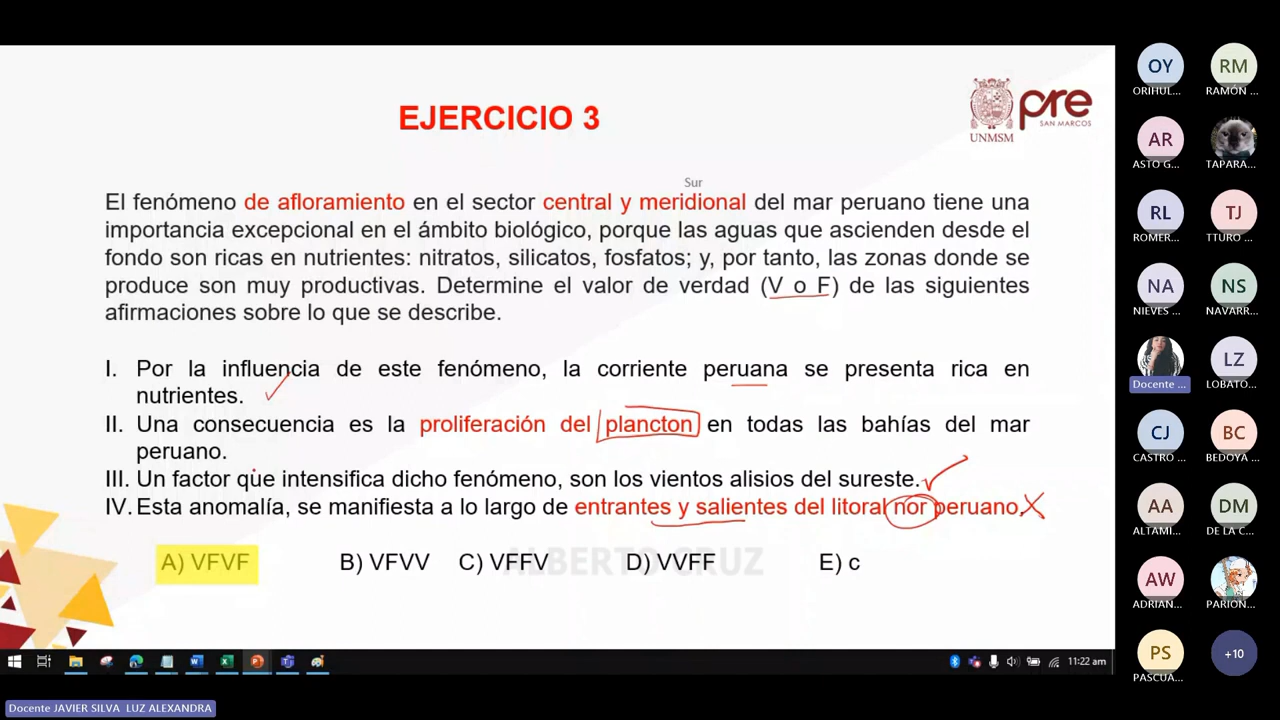 EJERCICIO 3
UNMSM
pre
SAN MARCOS
Sur
El fenómeno de afloramiento en el sector central y meridional del mar peruano tiene una
importancia excepcional en el ámbito biológico, porque las aguas que ascienden desde el
fondo son ricas en nutrientes: nitratos, silicatos, fosfatos; y, por tanto, las zonas donde se
produce son muy productivas. Determine el valor de verdad (V o F) de las siguientes
afirmaciones sobre lo que se describe.
I. Por la influencia de este fenómeno, la corriente peruana se presenta rica en
nutrientes.
II. Una consecuencia es la proliferación del plancton en todas las bahías del mar
peruano.
III. Un factor que intensifica dicho fenómeno, son los vientos alisios del sureste.
IV. Esta anomalía, se manifiesta a lo largo de entrantes y salientes del litoral nor peruano.
A) VFVF B) VFVV C) VFFV D) VVFF E) c
ALBERTO CRUZ
11:22 am
Docente JAVIER SILVA LUZ ALEXANDRA
OY RM
ORIHUL... RAMÓN ...
AR
ASTO G... TAPARA...
RL TJ
ROMER... TTURO ...
NA NS
NIEVES ... NAVARR...
LZ
Docente ... LOBATO...
CJ BC
CASTRO ... BEDOYA ...
AA DM
ALTAMI... DE LA C...
AW
ADRIAN... PARION...
PS +10
PASCUA...